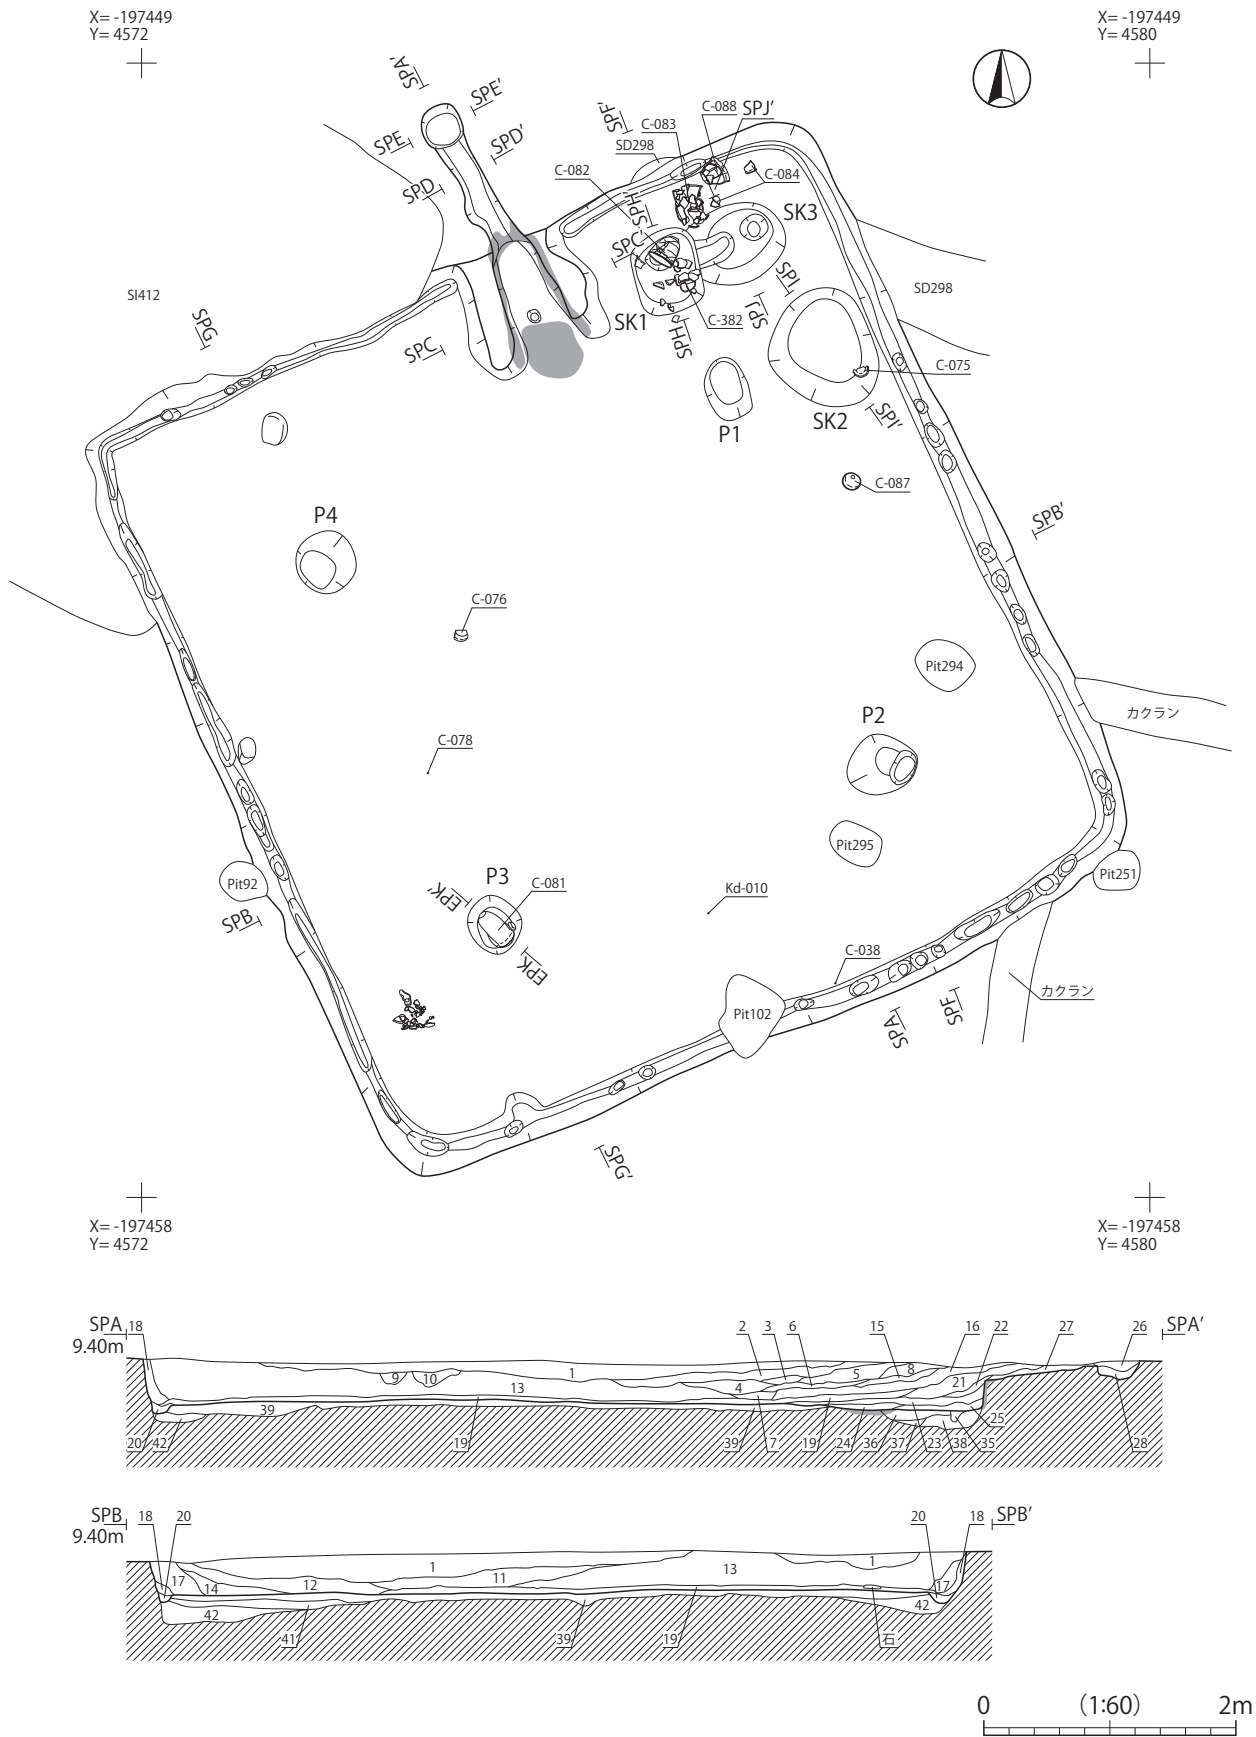 X= -197449
Y= 4572
X= -197449
Y= 4580
SPA'
SPE'
SPE
SPD'
SPD
SPF'
C-088
SPJ'
C-083
SD298
C-082
C-084
SPH'
SK3
SPC'
SPI
SI412
SD298
SPG
SK1
SPH
C-382
SPJ
SPC
C-075
P1
SK2
SPI'
C-087
P4
SPB'
C-076
Pit294
P2
カクラン
C-078
Pit295
Pit92
Pit251
SPB
P3
C-081
EPK'
Kd-010
EPK
C-038
カクラン
Pit102
SPA
SPF
SPG'
X= -197458
Y= 4572
X= -197458
Y= 4580
SPA 18 2 3 6 15 16 22 27 26 SPA'
9.40m
9 10 1 5 8
13 4 21
39 25
20 42 19 39 7 19 24 36 37 23 38 35 28
SPB 18 20 20 18 SPB'
9.40m
1 13 1
17 14 12 11 17
42 42
41 39 19 石
0 (1:60) 2m